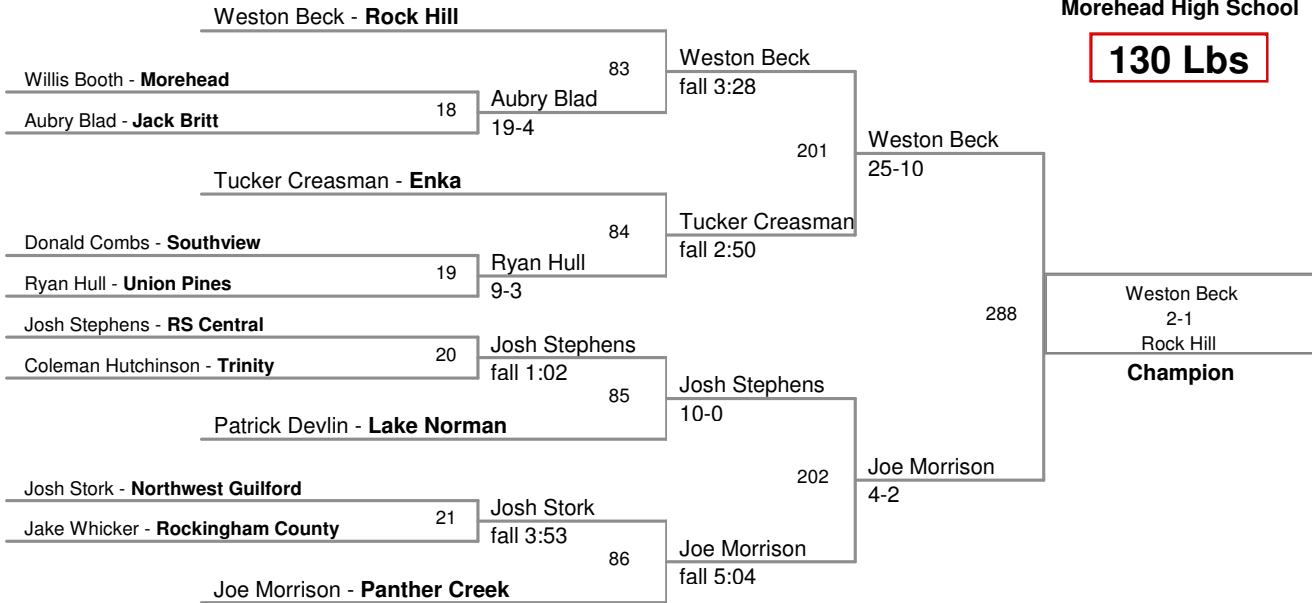 Morehead High School
130 Lbs
Weston Beck - Rock Hill
83
Weston Beck
fall 3:28
Willis Booth - Morehead
18
Aubry Blad
19-4
Aubry Blad - Jack Britt
201
Weston Beck
25-10
Tucker Creasman - Enka
84
Tucker Creasman
fall 2:50
Donald Combs - Southview
19
Ryan Hull
9-3
Ryan Hull - Union Pines
288
Weston Beck
2-1
Rock Hill
Champion
Josh Stephens - RS Central
20
Josh Stephens
fall 1:02
Coleman Hutchinson - Trinity
85
Josh Stephens
10-0
Patrick Devlin - Lake Norman
202
Joe Morrison
4-2
Josh Stork - Northwest Guilford
21
Josh Stork
fall 3:53
Jake Whicker - Rockingham County
86
Joe Morrison
fall 5:04
Joe Morrison - Panther Creek